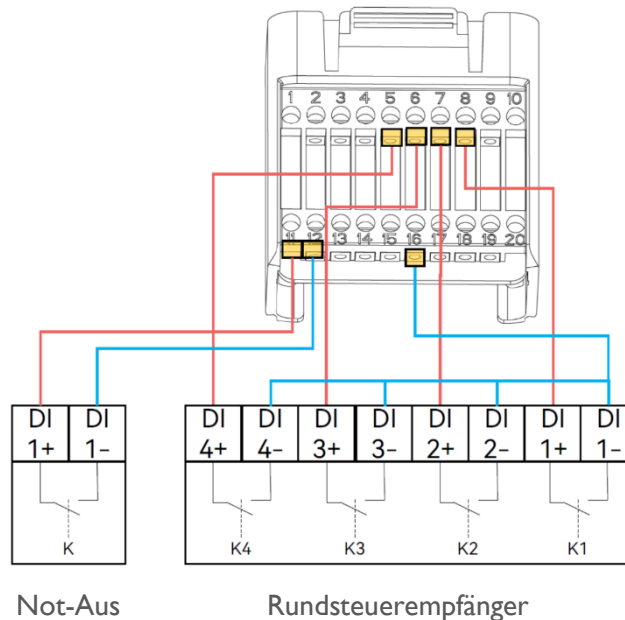 1 2 3 4 5 6 7 8 9 10
11 12 13 14 15 16 17 18 19 20
DI DI DI DI DI DI DI DI DI DI
1+ 1– 4+ 4– 3+ 3– 2+ 2– 1+ 1–
K K4 K3 K2 K1
Not-Aus Rundsteuerempfänger